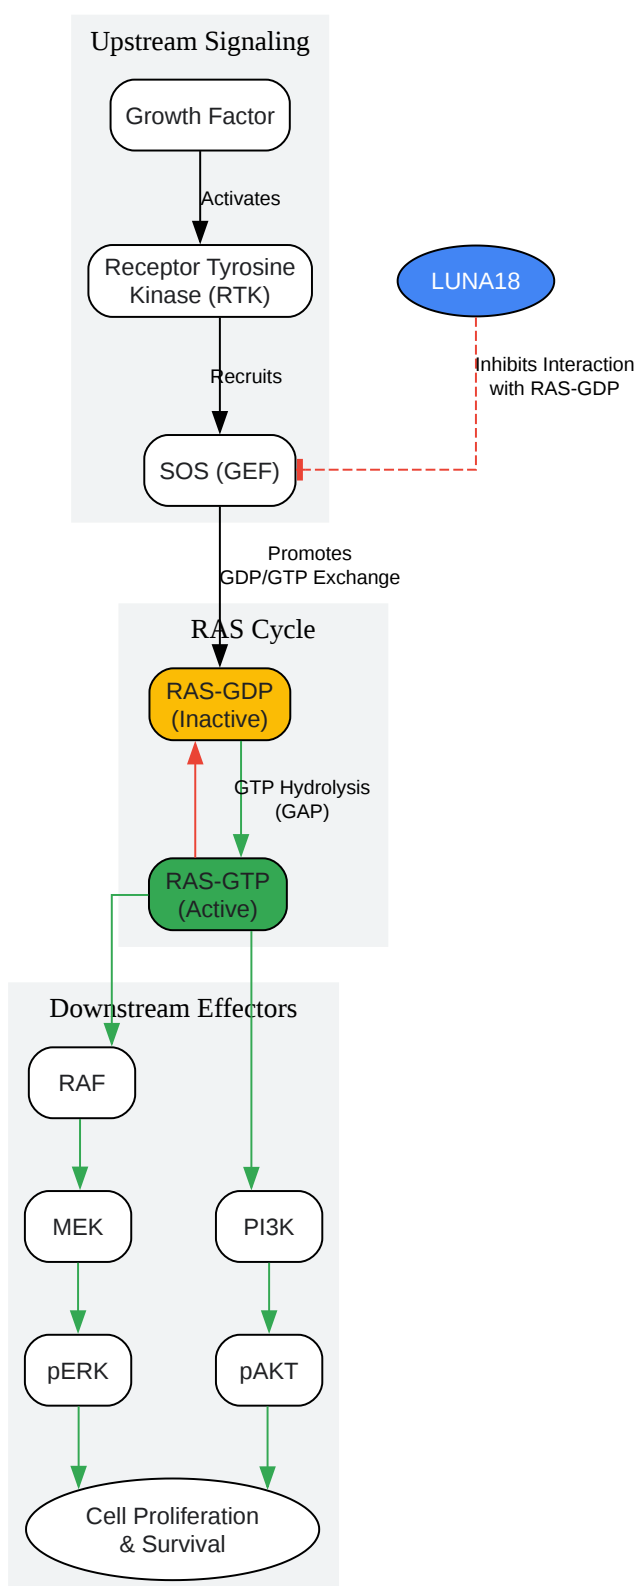 Upstream Signaling
Growth Factor
Activates
Receptor Tyrosine
Kinase (RTK)
LUNA18
Inhibits Interaction
with RAS-GDP
Recruits
SOS (GEF)
Promotes
GDP/GTP Exchange
RAS Cycle
RAS-GDP
(Inactive)
GTP Hydrolysis
(GAP)
RAS-GTP
(Active)
Downstream Effectors
RAF
MEK
PI3K
pERK
pAKT
Cell Proliferation
& Survival